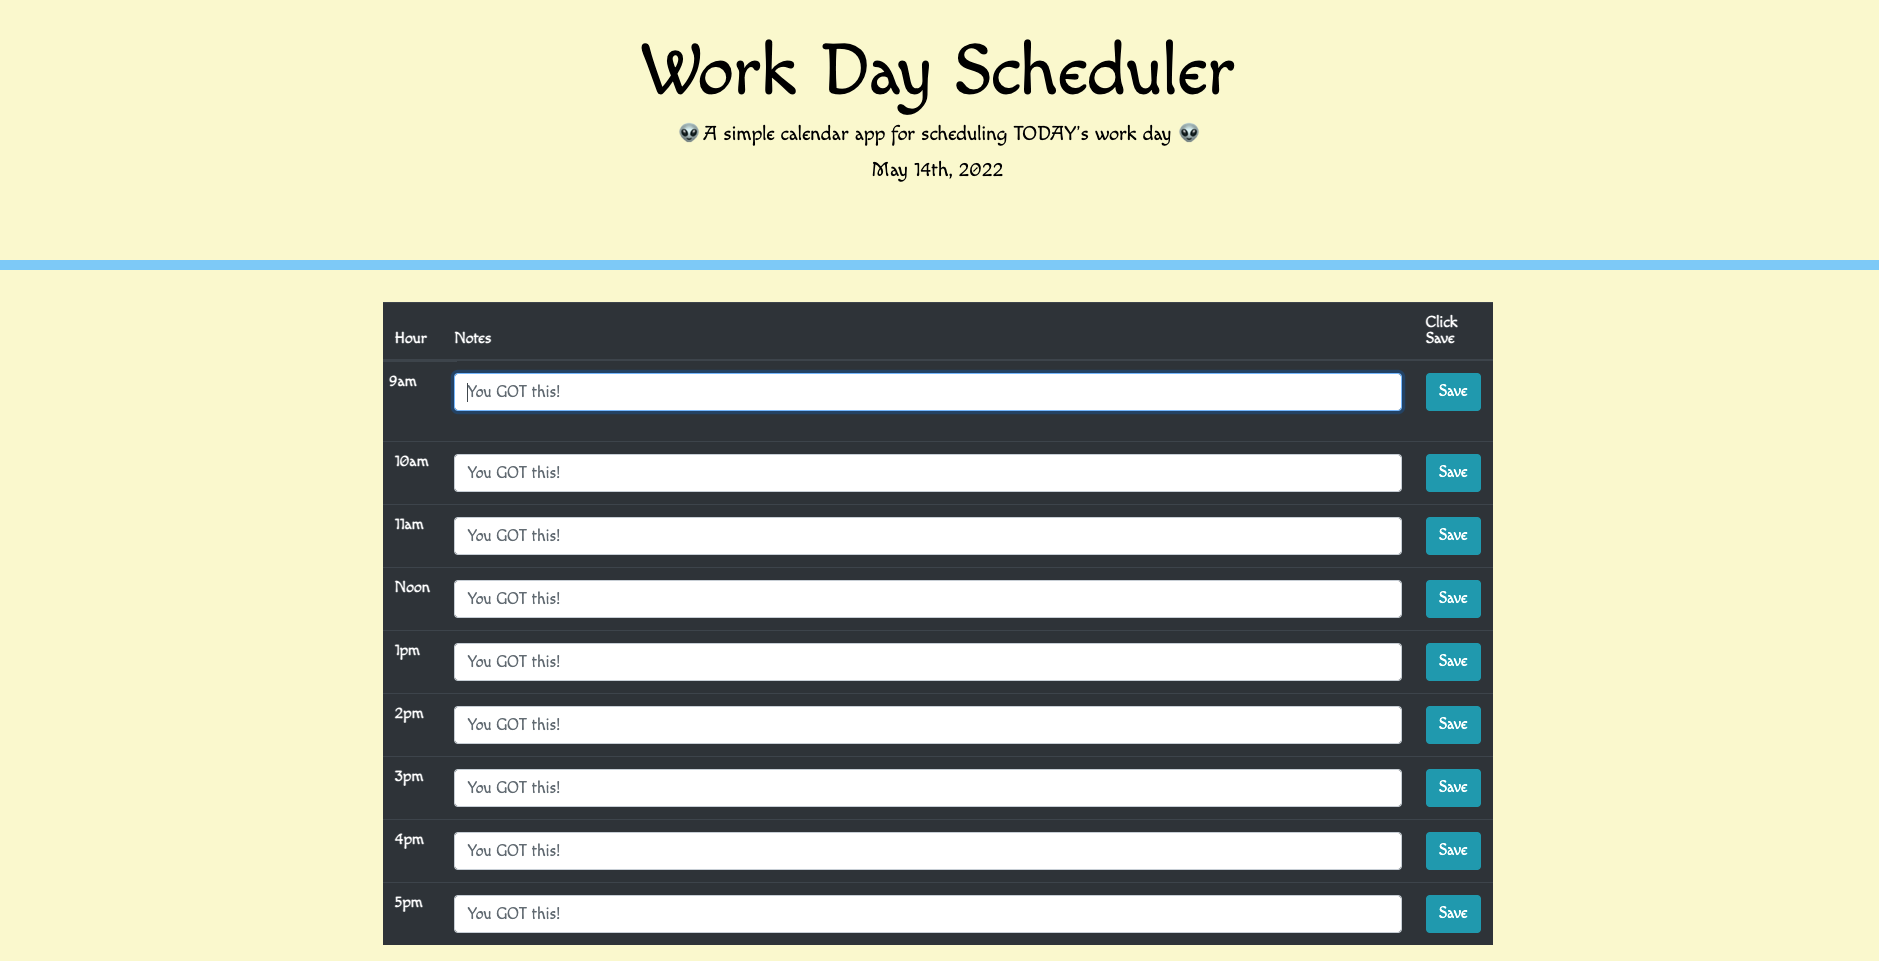 Work Day Scheduler
👽 A simple calendar app for scheduling TODAY's work day 👽
May 14th, 2022
Hour Notes Click Save
9am You GOT this! Save
10am You GOT this! Save
11am You GOT this! Save
Noon You GOT this! Save
1pm You GOT this! Save
2pm You GOT this! Save
3pm You GOT this! Save
4pm You GOT this! Save
5pm You GOT this! Save